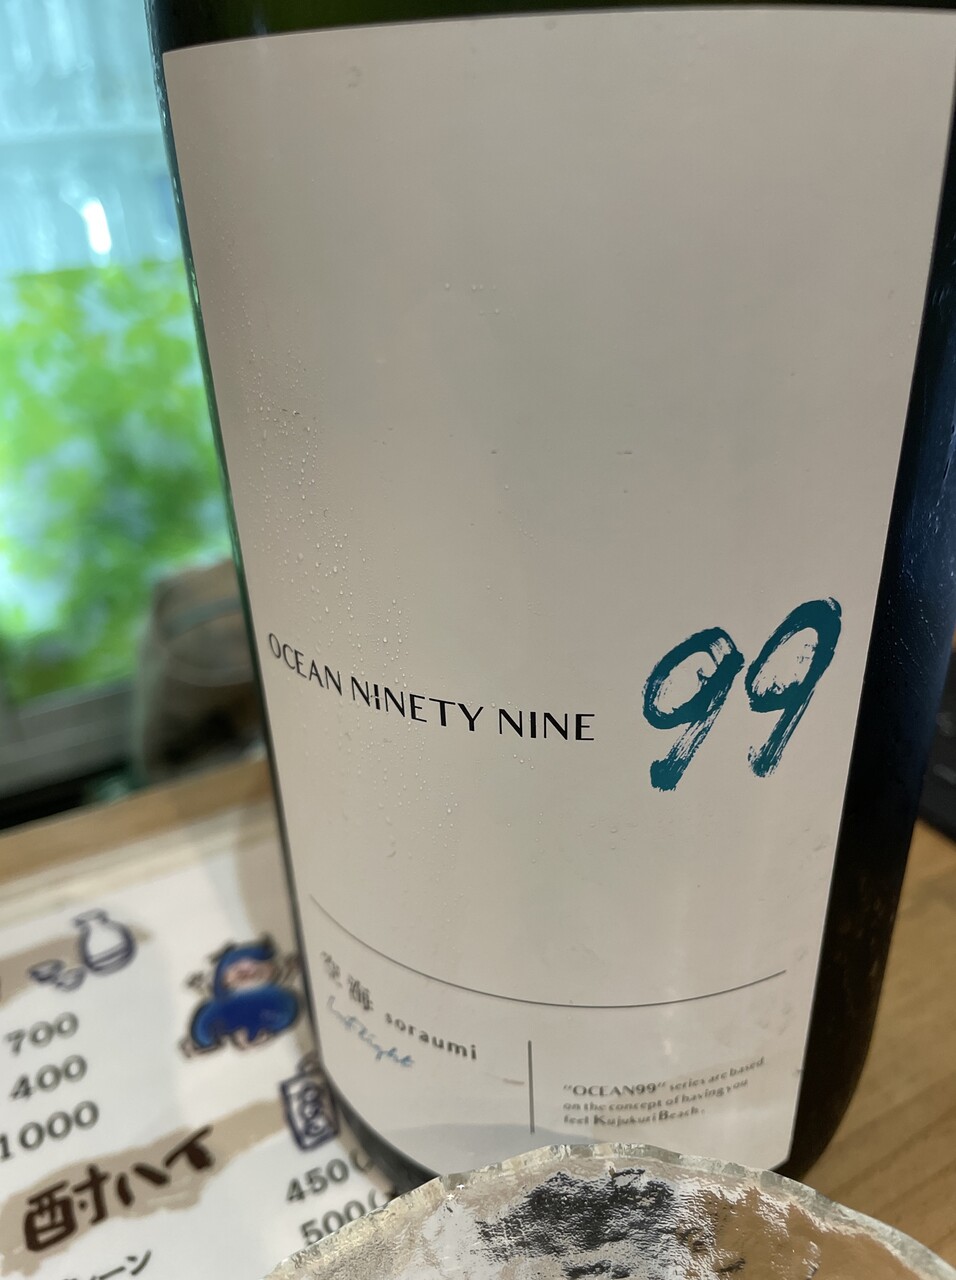 OCEAN NINETY NINE
99
空海 soraumi
"OCEAN99" series are based
on the concept of having you
feel Kujukuri Beach.
700
400
1000
酎ハイ
450
500